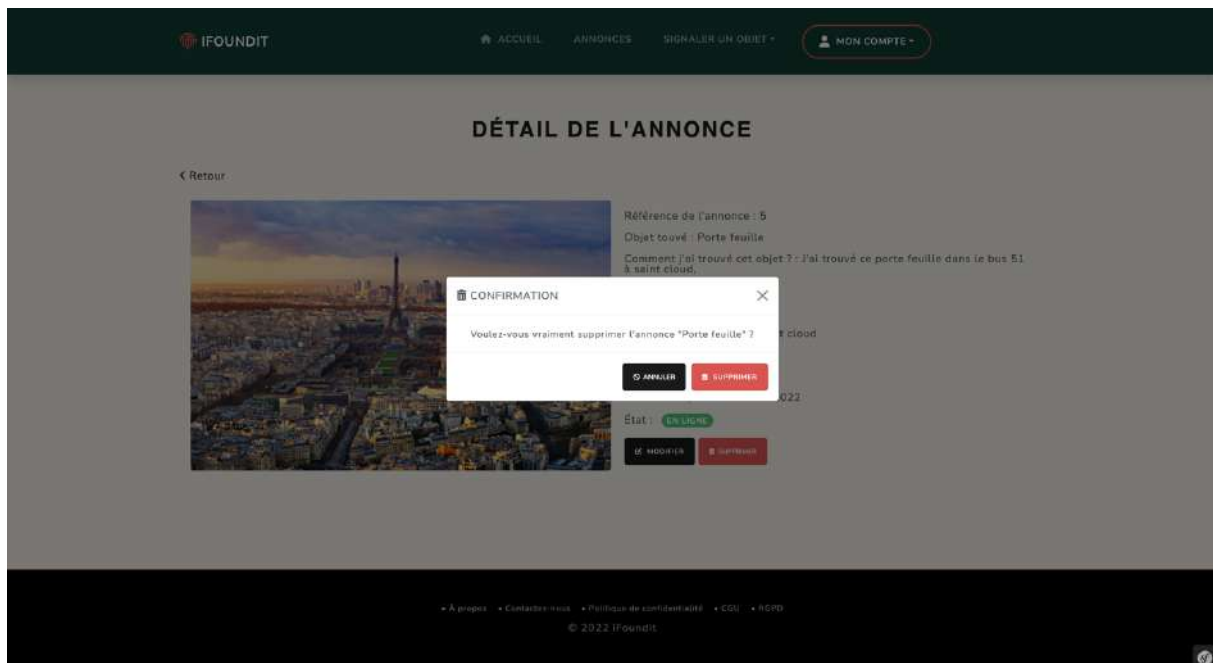 IFOUNDIT
ACCUEIL ANNONCES SIGNALER UN OBJET MON COMPTE
DÉTAIL DE L'ANNONCE
Retour
Référence de l'annonce : 5
Objet touvé : Porte feuille
Comment j'ai trouvé cet objet ? : J'ai trouvé ce porte feuille dans le bus 51
à saint cloud.
CONFIRMATION
Voulez-vous vraiment supprimer l'annonce "Porte feuille" ?
cloud
ANNULER SUPPRIMER
2022
État : EN LIGNE
MODIFIER SUPPRIMER
• À propos • Contactez-nous • Politique de confidentialité • CGU • RGPD
© 2022 IFoundit